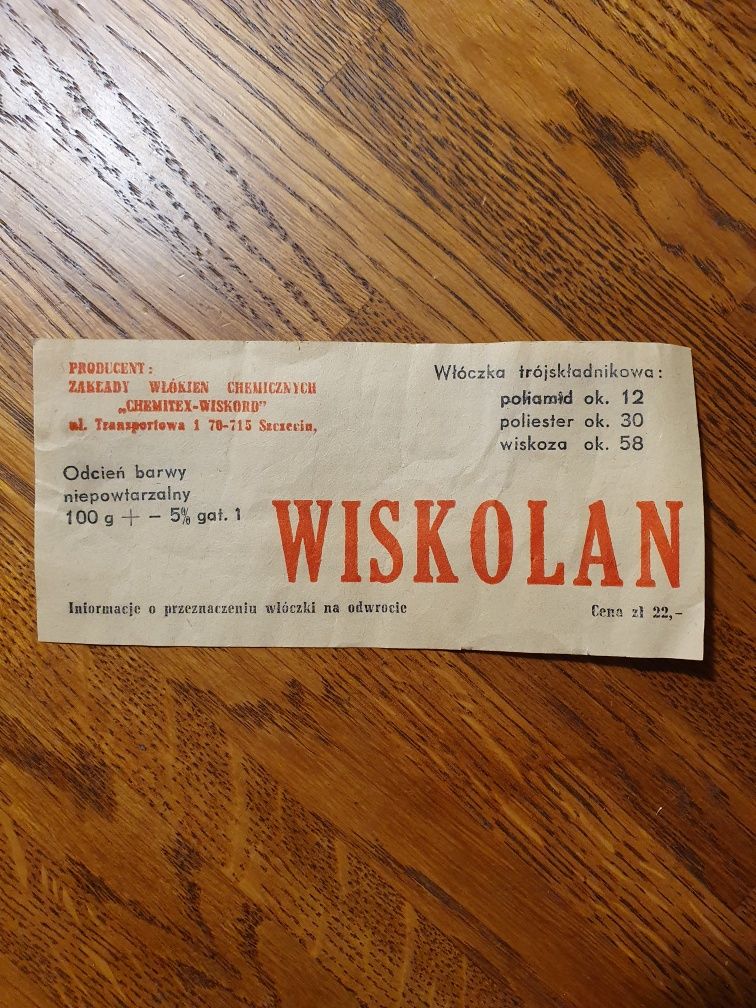 PRODUCENT:
ZAKŁADY WŁÓKIEN CHEMICZNYCH
„CHEMITEX-WISKORD"
ul. Transportowa 1 70-715 Szczecin,
Włóczka trójskładnikowa:
poliamid ok. 12
poliester ok. 30
wiskoza ok. 58
Odcień barwy
niepowtarzalny
100 g + - 5% gat. 1
WISKOLAN
Informacje o przeznaczeniu włóczki na odwrocie
Cena zł 22,-